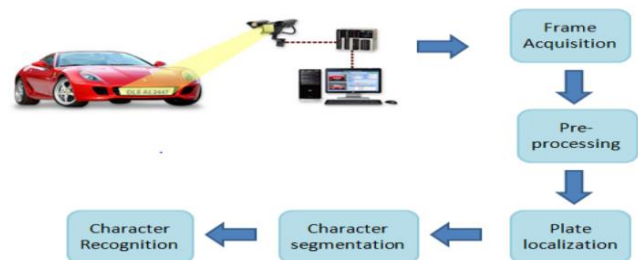 Frame
Acquisition
Pre-
processing
Plate
localization
Character
segmentation
Character
Recognition